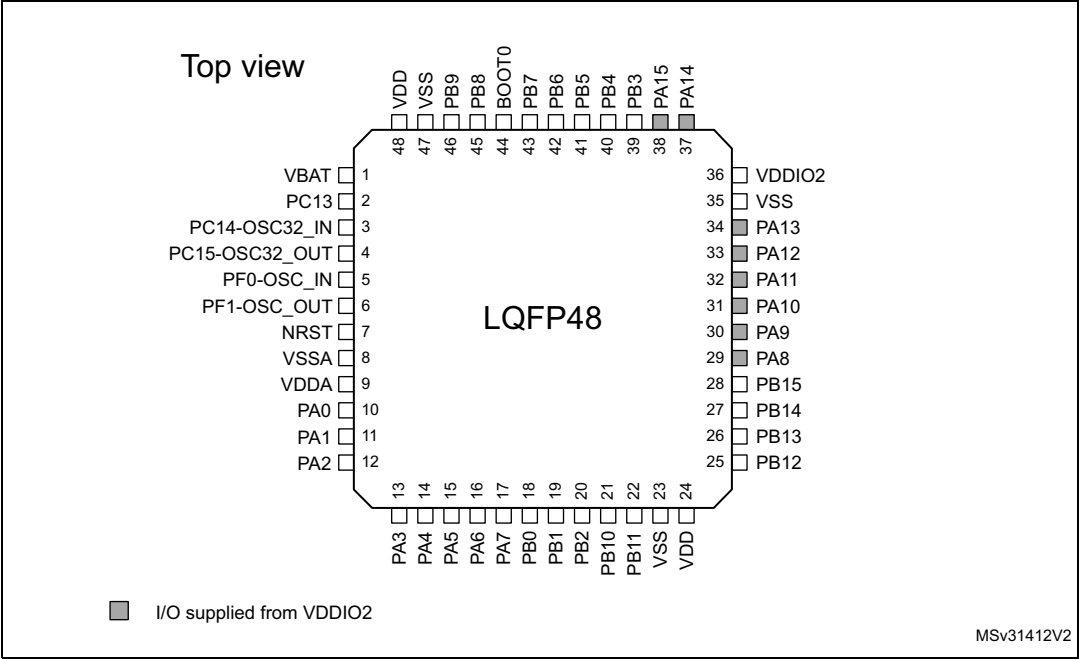 Top view
VDD
VSS
PB9
PB8
BOOT0
PB7
PB6
PB5
PB4
PB3
PA15
PA14
48
47
46
45
44
43
42
41
40
39
38
37
VBAT 1
PC13 2
PC14-OSC32_IN 3
PC15-OSC32_OUT 4
PF0-OSC_IN 5
PF1-OSC_OUT 6
NRST 7
VSSA 8
VDDA 9
PA0 10
PA1 11
PA2 12
LQFP48
36 VDDIO2
35 VSS
34 PA13
33 PA12
32 PA11
31 PA10
30 PA9
29 PA8
28 PB15
27 PB14
26 PB13
25 PB12
13
14
15
16
17
18
19
20
21
22
23
24
PA3
PA4
PA5
PA6
PA7
PB0
PB1
PB2
PB10
PB11
VSS
VDD
I/O supplied from VDDIO2
MSv31412V2